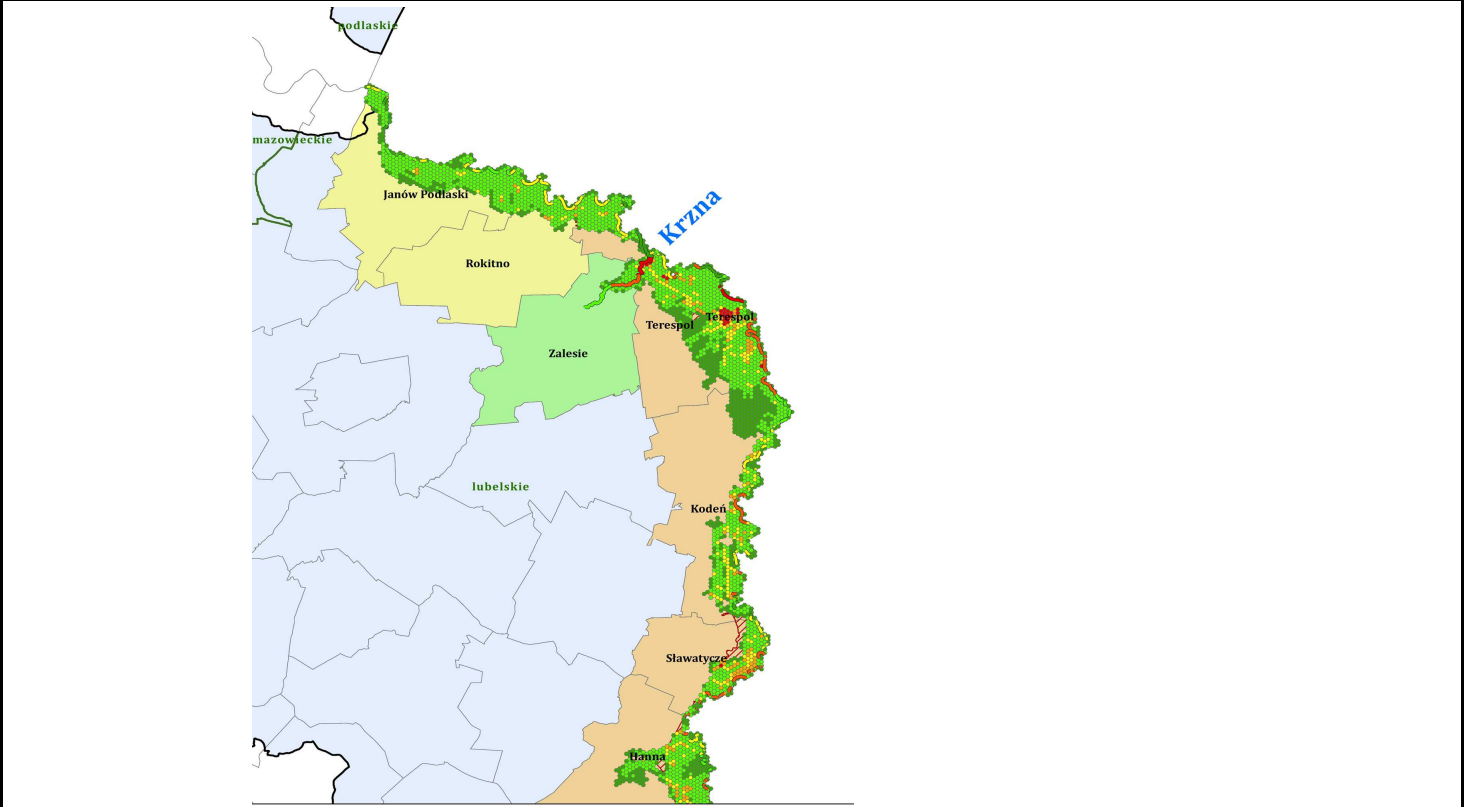 podlaskie
mazowieckie
Janów Podlaski
Krzna
Rokitno
Terespol
Terespol
Zalesie
lubelskie
Kodeń
Sławatycze
Hanna